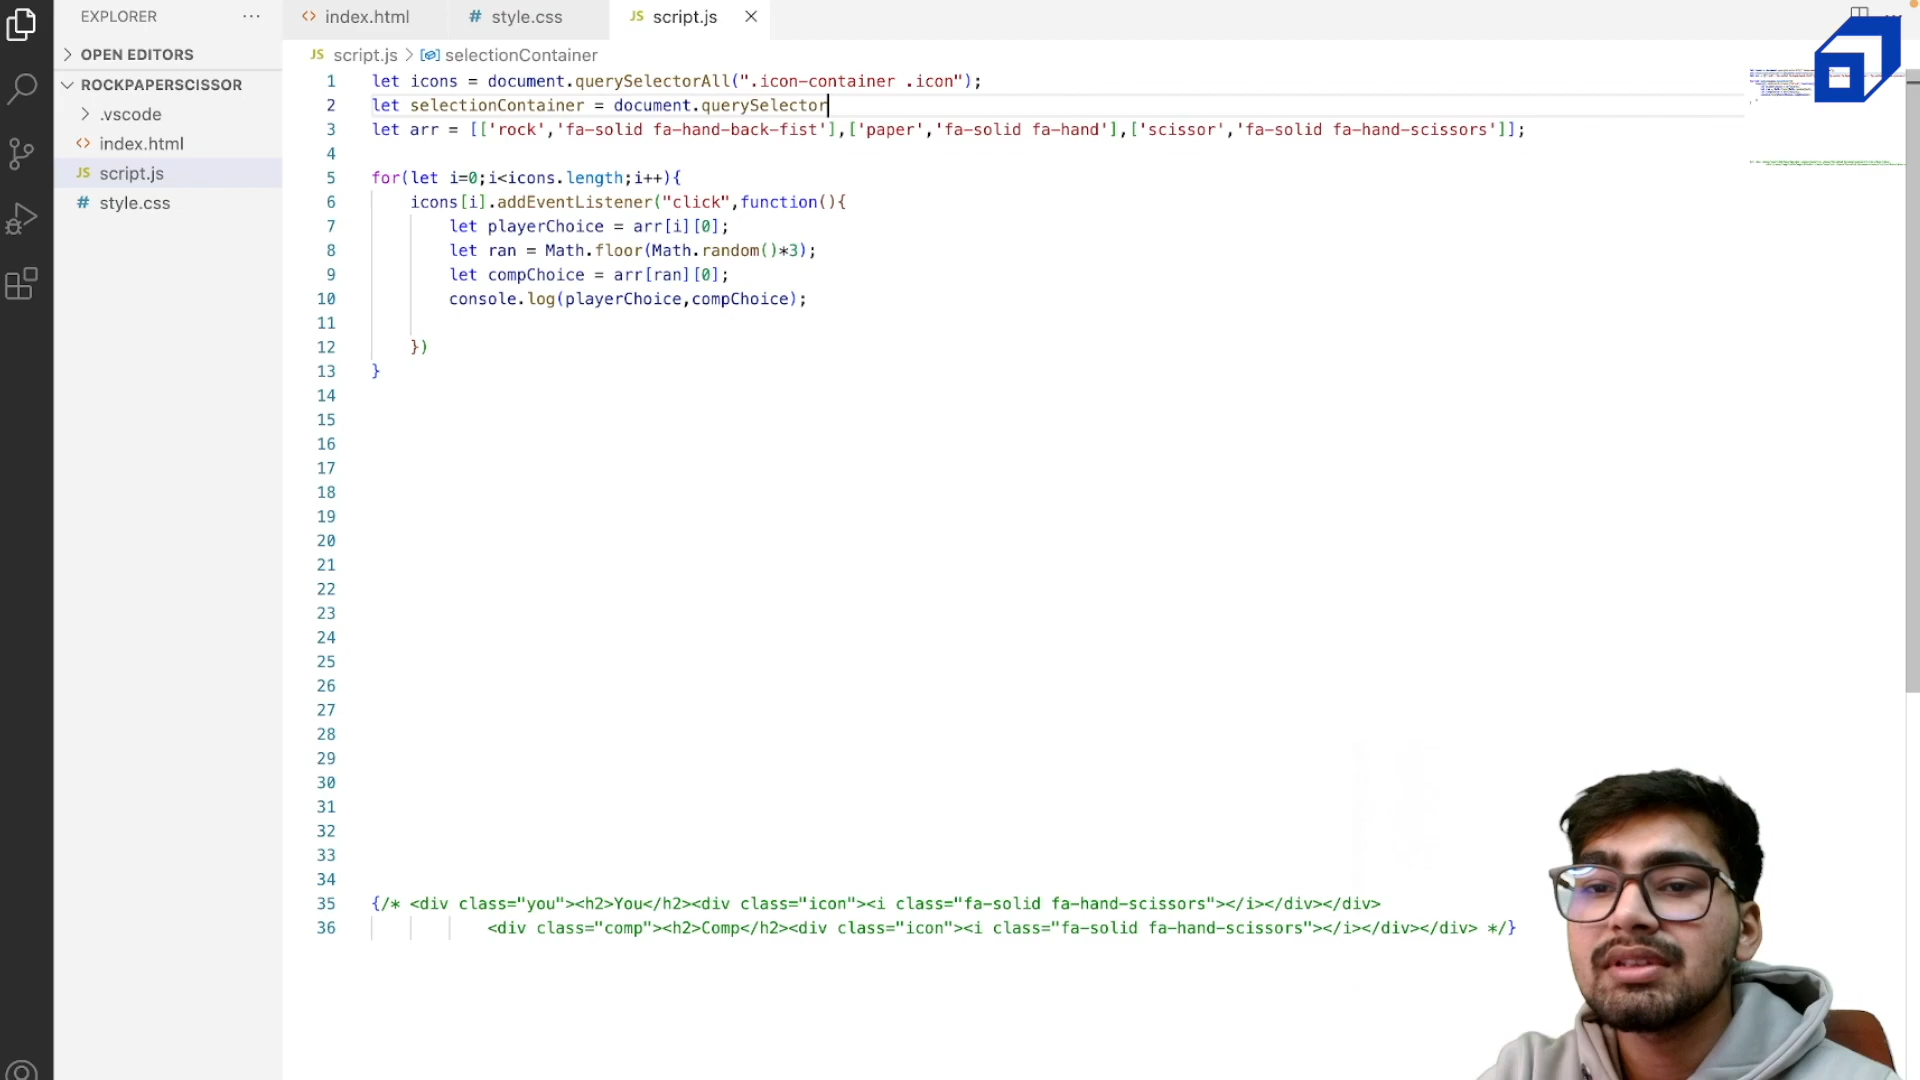 EXPLORER
index.html
style.css
script.js
OPEN EDITORS
script.js
selectionContainer
ROCKPAPERSCISSOR
.vscode
index.html
script.js
style.css
1 let icons = document.querySelectorAll(".icon-container .icon");
2 let selectionContainer = document.querySelector
3 let arr = [['rock','fa-solid fa-hand-back-fist'],['paper','fa-solid fa-hand'],['scissor','fa-solid fa-hand-scissors']];
4
5 for(let i=0;i<icons.length;i++){
6 icons[i].addEventListener("click",function(){
7 let playerChoice = arr[i][0];
8 let ran = Math.floor(Math.random()*3);
9 let compChoice = arr[ran][0];
10 console.log(playerChoice,compChoice);
11
12 })
13 }
14
15
16
17
18
19
20
21
22
23
24
25
26
27
28
29
30
31
32
33
34
35 {/* <div class="you"><h2>You</h2><div class="icon"><i class="fa-solid fa-hand-scissors"></i></div></div>
36 <div class="comp"><h2>Comp</h2><div class="icon"><i class="fa-solid fa-hand-scissors"></i></div></div> */}